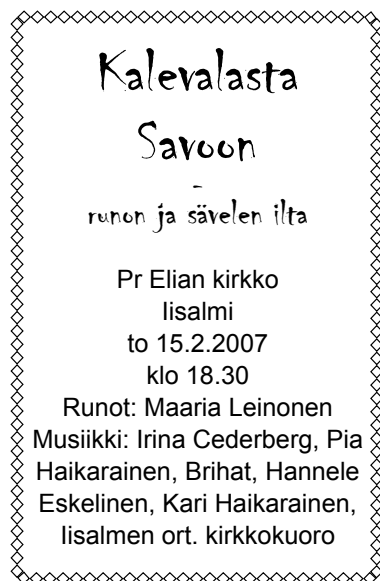 Kalevalasta
Savoon
-
runon ja sävelen ilta
Pr Elian kirkko
Iisalmi
to 15.2.2007
klo 18.30
Runot: Maaria Leinonen
Musiikki: Irina Cederberg, Pia
Haikarainen, Brihat, Hannele
Eskelinen, Kari Haikarainen,
Iisalmen ort. kirkkokuoro